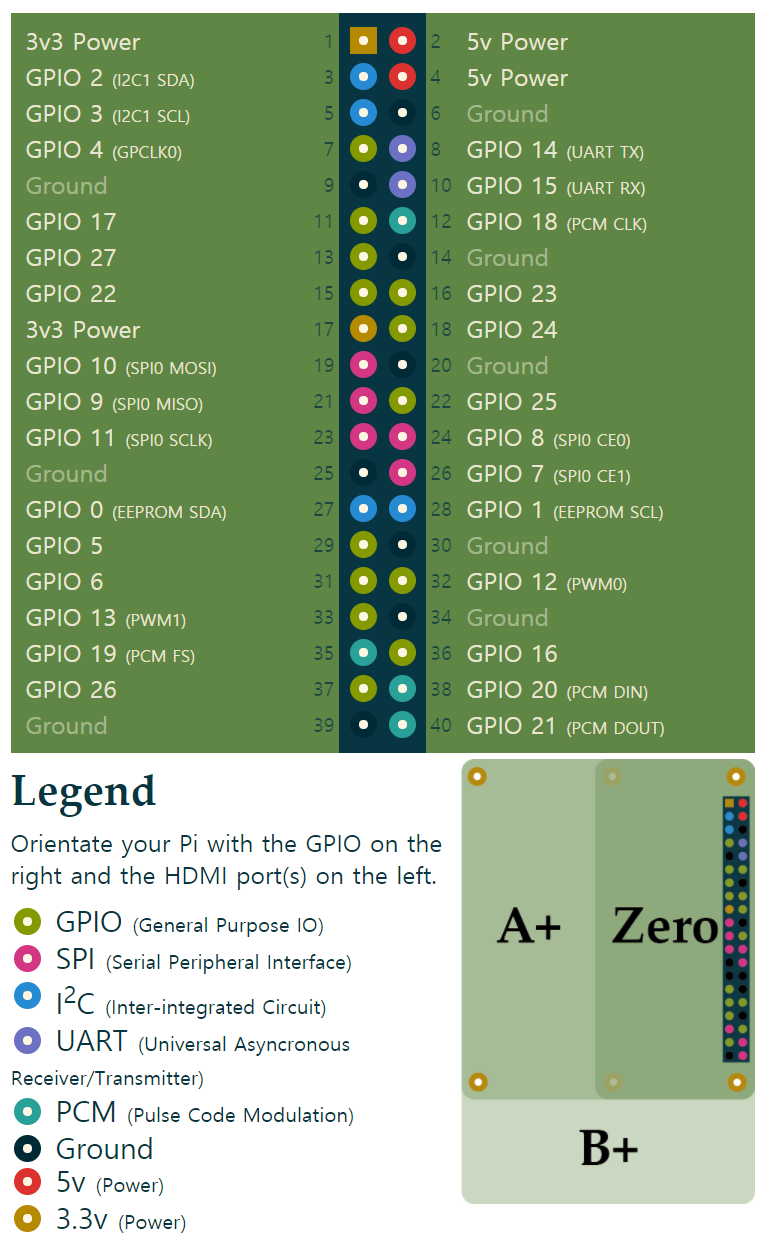 3v3 Power 1 2 5v Power
GPIO 2 (I2C1 SDA) 3 4 5v Power
GPIO 3 (I2C1 SCL) 5 6 Ground
GPIO 4 (GPCLK0) 7 8 GPIO 14 (UART TX)
Ground 9 10 GPIO 15 (UART RX)
GPIO 17 11 12 GPIO 18 (PCM CLK)
GPIO 27 13 14 Ground
GPIO 22 15 16 GPIO 23
3v3 Power 17 18 GPIO 24
GPIO 10 (SPI0 MOSI) 19 20 Ground
GPIO 9 (SPI0 MISO) 21 22 GPIO 25
GPIO 11 (SPI0 SCLK) 23 24 GPIO 8 (SPI0 CE0)
Ground 25 26 GPIO 7 (SPI0 CE1)
GPIO 0 (EEPROM SDA) 27 28 GPIO 1 (EEPROM SCL)
GPIO 5 29 30 Ground
GPIO 6 31 32 GPIO 12 (PWM0)
GPIO 13 (PWM1) 33 34 Ground
GPIO 19 (PCM FS) 35 36 GPIO 16
GPIO 26 37 38 GPIO 20 (PCM DIN)
Ground 39 40 GPIO 21 (PCM DOUT)
Legend
Orientate your Pi with the GPIO on the
right and the HDMI port(s) on the left.
GPIO (General Purpose IO)
SPI (Serial Peripheral Interface)
I²C (Inter-integrated Circuit)
UART (Universal Asyncronous
Receiver/Transmitter)
PCM (Pulse Code Modulation)
Ground
5v (Power)
3.3v (Power)
A+ Zero
B+